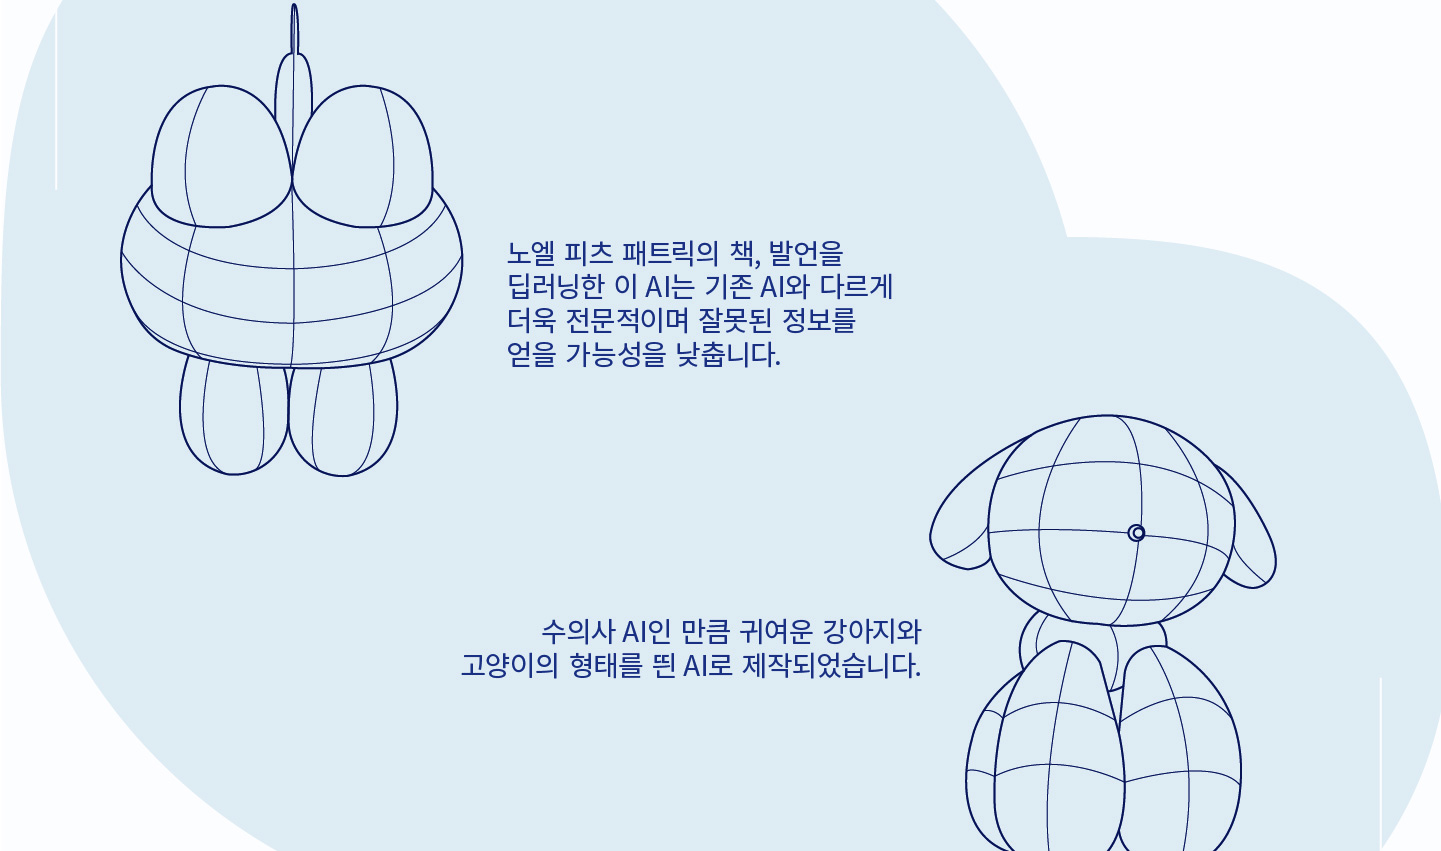 노엘 피츠 패트릭의 책, 발언을
딥러닝한 이 AI는 기존 AI와 다르게
더욱 전문적이며 잘못된 정보를
얻을 가능성을 낮춥니다.
수의사 AI인 만큼 귀여운 강아지와
고양이의 형태를 띈 AI로 제작되었습니다.